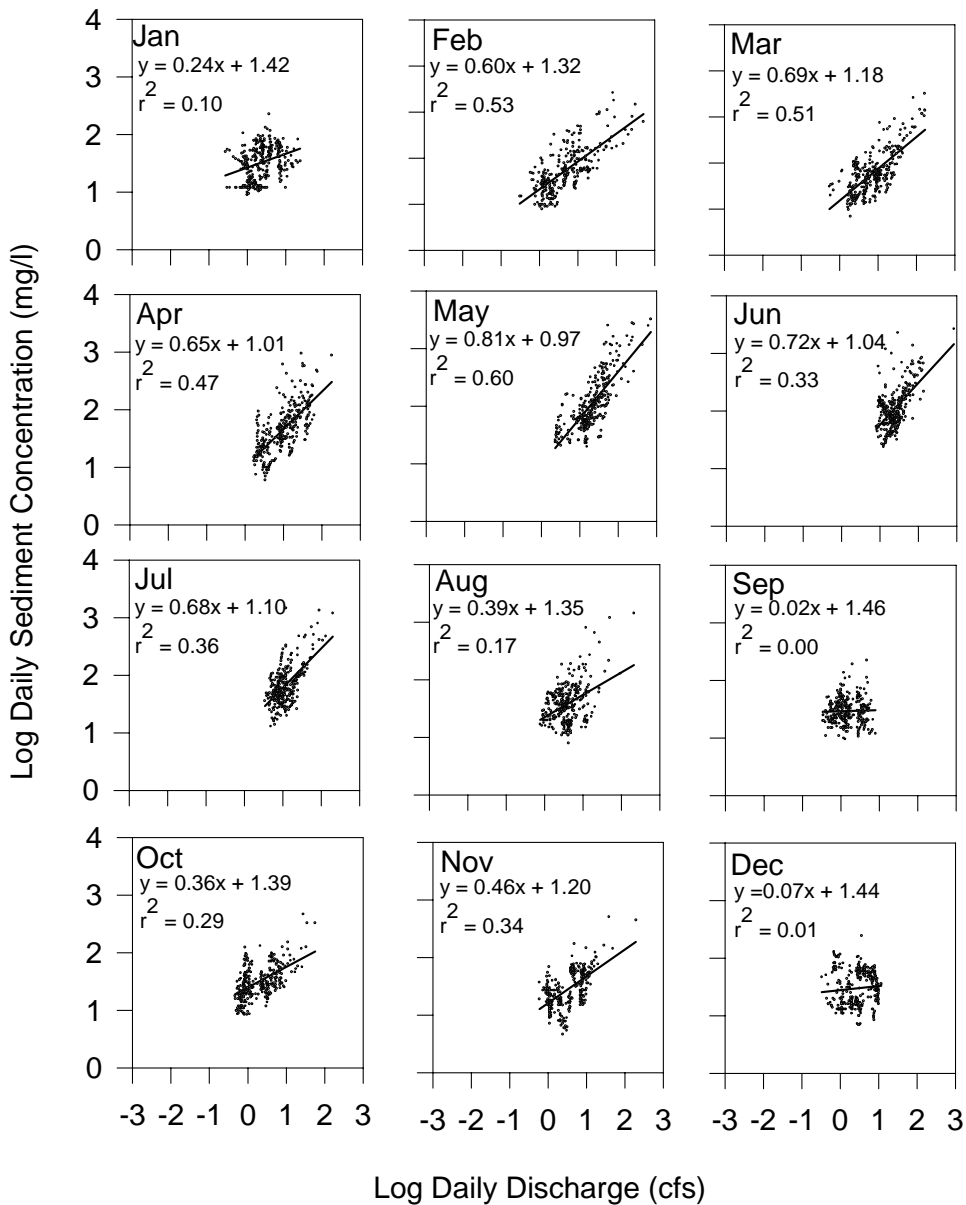 Log Daily Sediment Concentration (mg/l)
4
3
2
1
0
Jan
y = 0.24x + 1.42
r2 = 0.10
Feb
y = 0.60x + 1.32
r2 = 0.53
Mar
y = 0.69x + 1.18
r2 = 0.51
4
3
2
1
0
Apr
y = 0.65x + 1.01
r2 = 0.47
May
y = 0.81x + 0.97
r2 = 0.60
Jun
y = 0.72x + 1.04
r2 = 0.33
4
3
2
1
0
Jul
y = 0.68x + 1.10
r2 = 0.36
Aug
y = 0.39x + 1.35
r2 = 0.17
Sep
y = 0.02x + 1.46
r2 = 0.00
4
3
2
1
0
Oct
y = 0.36x + 1.39
r2 = 0.29
Nov
y = 0.46x + 1.20
r2 = 0.34
Dec
y =0.07x + 1.44
r2 = 0.01
-3 -2 -1 0 1 2 3
-3 -2 -1 0 1 2 3
-3 -2 -1 0 1 2 3
Log Daily Discharge (cfs)